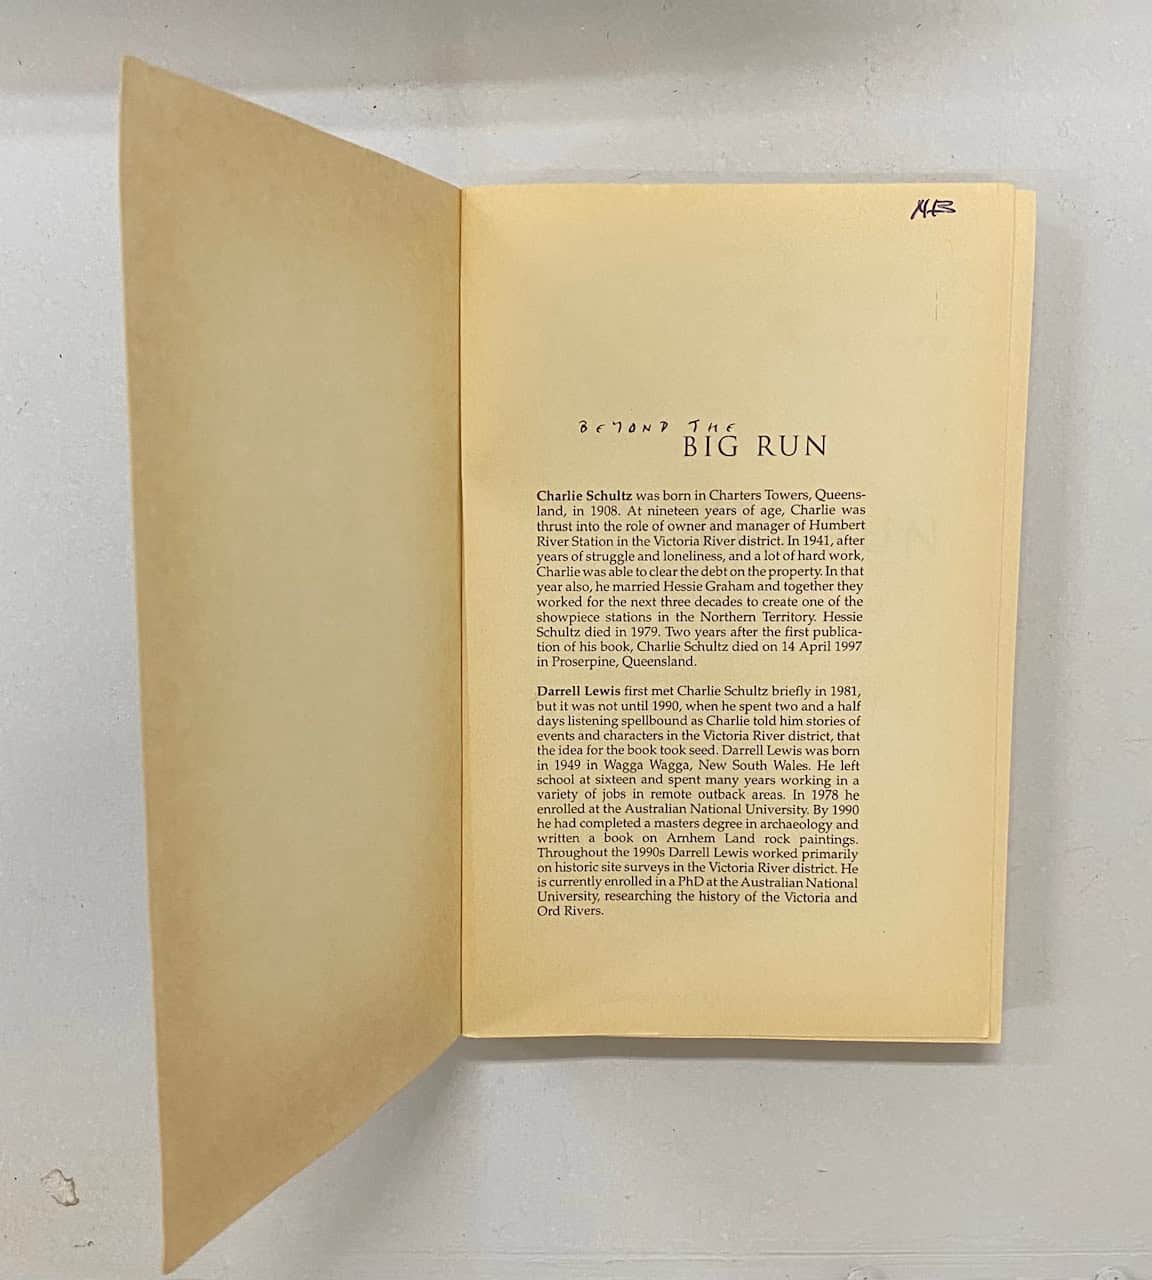 MB
BEYOND THE
BIG RUN
Charlie Schultz was born in Charters Towers, Queens-
land, in 1908. At nineteen years of age, Charlie was
thrust into the role of owner and manager of Humbert
River Station in the Victoria River district. In 1941, after
years of struggle and loneliness, and a lot of hard work,
Charlie was able to clear the debt on the property. In that
year also, he married Hessie Graham and together they
worked for the next three decades to create one of the
showpiece stations in the Northern Territory. Hessie
Schultz died in 1979. Two years after the first publica-
tion of his book, Charlie Schultz died on 14 April 1997
in Proserpine, Queensland.
Darrell Lewis first met Charlie Schultz briefly in 1981,
but it was not until 1990, when he spent two and a half
days listening spellbound as Charlie told him stories of
events and characters in the Victoria River district, that
the idea for the book took seed. Darrell Lewis was born
in 1949 in Wagga Wagga, New South Wales. He left
school at sixteen and spent many years working in a
variety of jobs in remote outback areas. In 1978 he
enrolled at the Australian National University. By 1990
he had completed a masters degree in archaeology and
written a book on Arnhem Land rock paintings.
Throughout the 1990s Darrell Lewis worked primarily
on historic site surveys in the Victoria River district. He
is currently enrolled in a PhD at the Australian National
University, researching the history of the Victoria and
Ord Rivers.